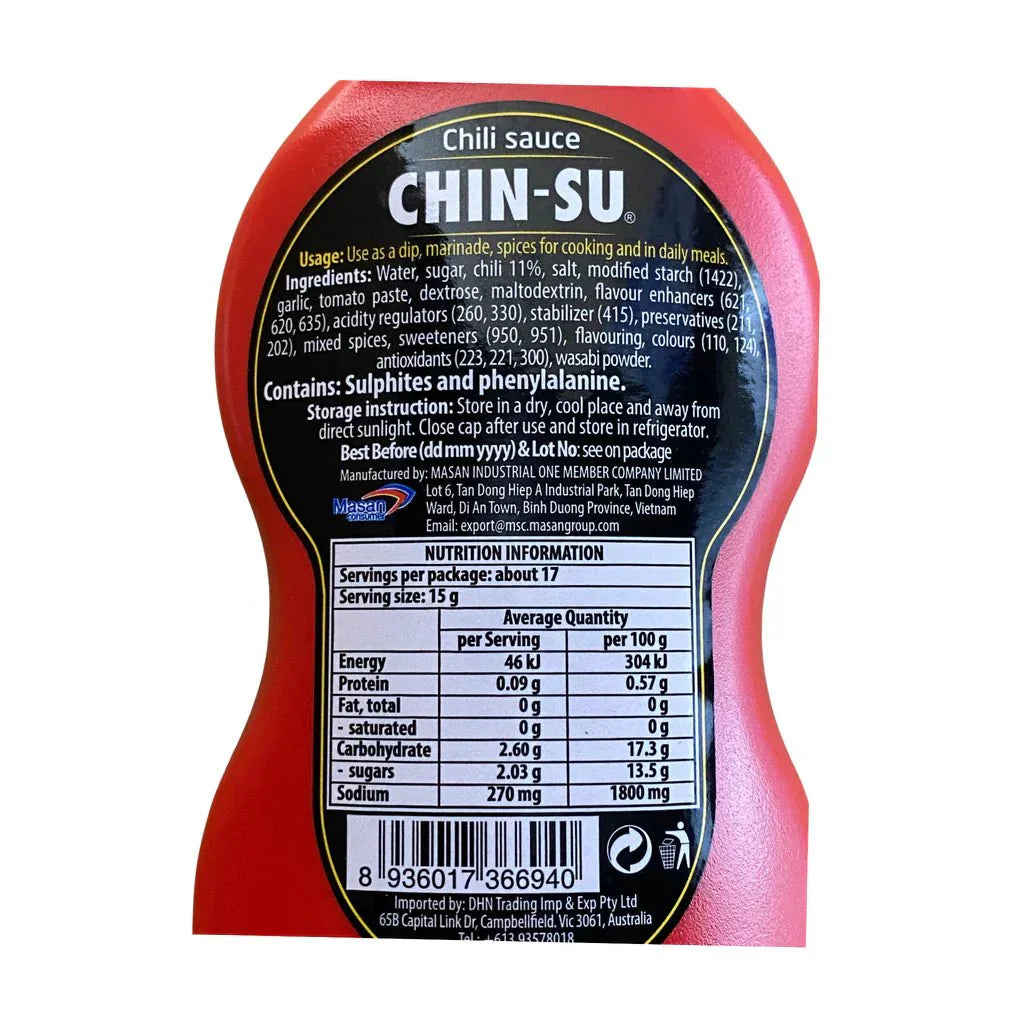 Chili sauce
CHIN-SU®
Usage: Use as a dip, marinade, spices for cooking and in daily meals.
Ingredients: Water, sugar, chili 11%, salt, modified starch (1422),
garlic, tomato paste, dextrose, maltodextrin, flavour enhancers (621,
620, 635), acidity regulators (260, 330), stabilizer (415), preservatives (211,
202), mixed spices, sweeteners (950, 951), flavouring, colours (110, 124),
antioxidants (223, 221, 300), wasabi powder.
Contains: Sulphites and phenylalanine.
Storage instruction: Store in a dry, cool place and away from
direct sunlight. Close cap after use and store in refrigerator.
Best Before (dd mm yyyy) & Lot No: see on package
Manufactured by: MASAN INDUSTRIAL ONE MEMBER COMPANY LIMITED
Masan
consumer
Lot 6, Tan Dong Hiep A Industrial Park, Tan Dong Hiep
Ward, Di An Town, Binh Duong Province, Vietnam
Email: export@msc.masangroup.com
NUTRITION INFORMATION
Servings per package: about 17
Serving size: 15 g
Average Quantity
per Serving per 100 g
Energy 46 kJ 304 kJ
Protein 0.09 g 0.57 g
Fat, total 0 g 0 g
- saturated 0 g 0 g
Carbohydrate 2.60 g 17.3 g
- sugars 2.03 g 13.5 g
Sodium 270 mg 1800 mg
8 936017 366940
Imported by: DHN Trading Imp & Exp Pty Ltd
65B Capital Link Dr, Campbellfield. Vic 3061, Australia
Tel: +613 93578018